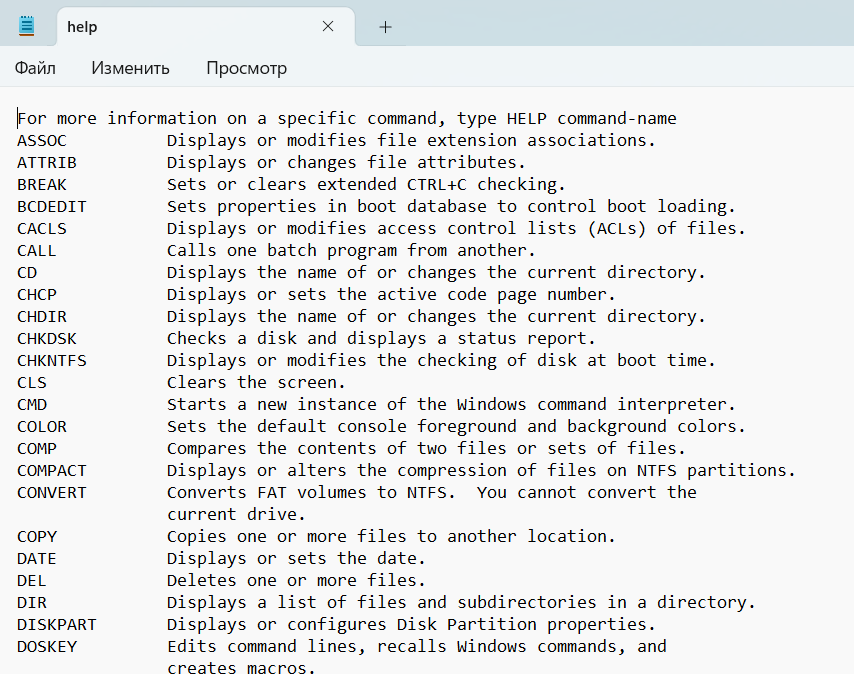 help
Файл Изменить Просмотр
For more information on a specific command, type HELP command-name
ASSOC Displays or modifies file extension associations.
ATTRIB Displays or changes file attributes.
BREAK Sets or clears extended CTRL+C checking.
BCDEDIT Sets properties in boot database to control boot loading.
CACLS Displays or modifies access control lists (ACLs) of files.
CALL Calls one batch program from another.
CD Displays the name of or changes the current directory.
CHCP Displays or sets the active code page number.
CHDIR Displays the name of or changes the current directory.
CHKDSK Checks a disk and displays a status report.
CHKNTFS Displays or modifies the checking of disk at boot time.
CLS Clears the screen.
CMD Starts a new instance of the Windows command interpreter.
COLOR Sets the default console foreground and background colors.
COMP Compares the contents of two files or sets of files.
COMPACT Displays or alters the compression of files on NTFS partitions.
CONVERT Converts FAT volumes to NTFS.  You cannot convert the
current drive.
COPY Copies one or more files to another location.
DATE Displays or sets the date.
DEL Deletes one or more files.
DIR Displays a list of files and subdirectories in a directory.
DISKPART Displays or configures Disk Partition properties.
DOSKEY Edits command lines, recalls Windows commands, and
creates macros.